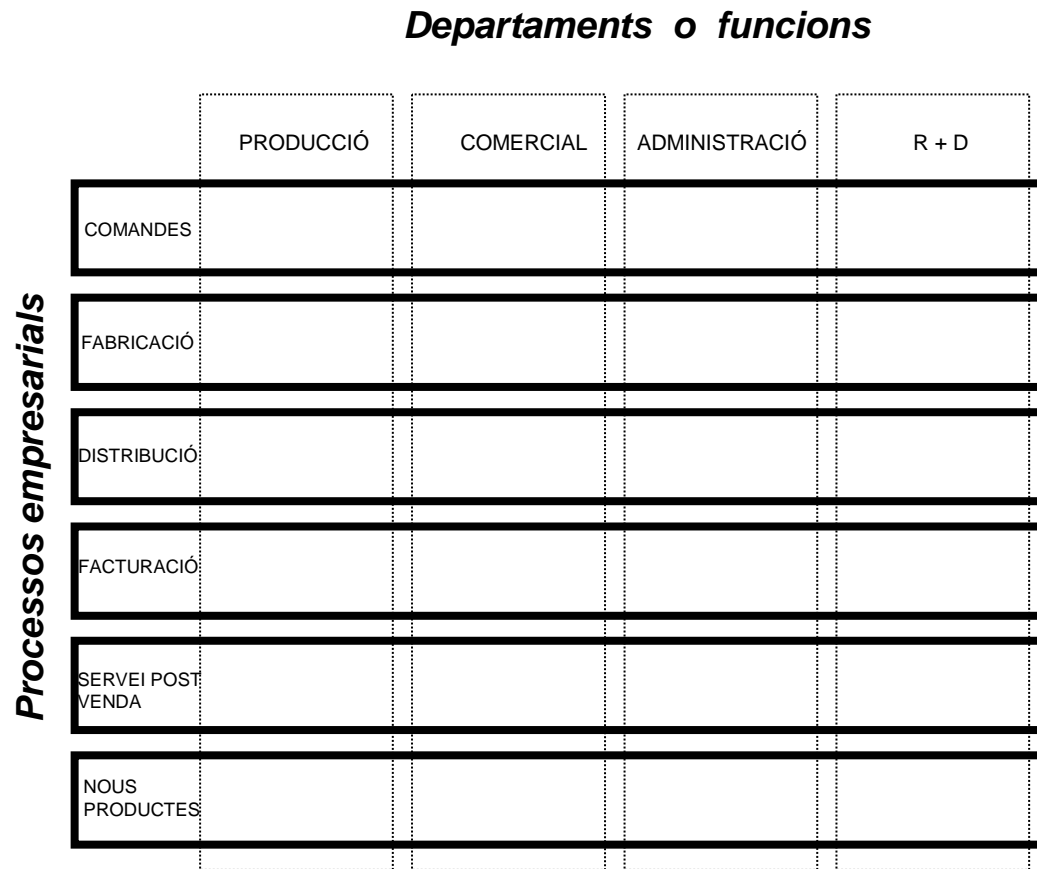 Departaments o funcions
PRODUCCIÓ
COMERCIAL
ADMINISTRACIÓ
R + D
Processos empresarials
COMANDES
FABRICACIÓ
DISTRIBUCIÓ
FACTURACIÓ
SERVEI POST
VENDA
NOUS
PRODUCTES